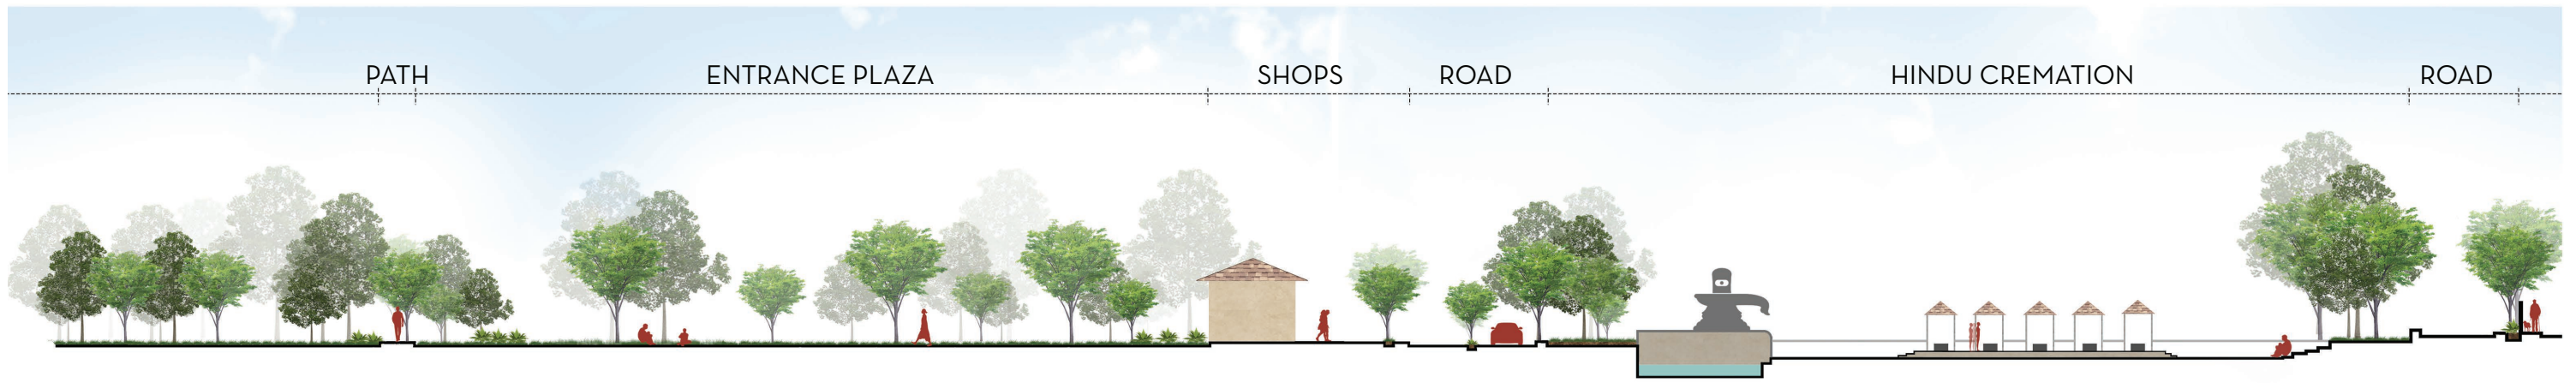 PATH
ENTRANCE PLAZA
SHOPS
ROAD
HINDU CREMATION
ROAD